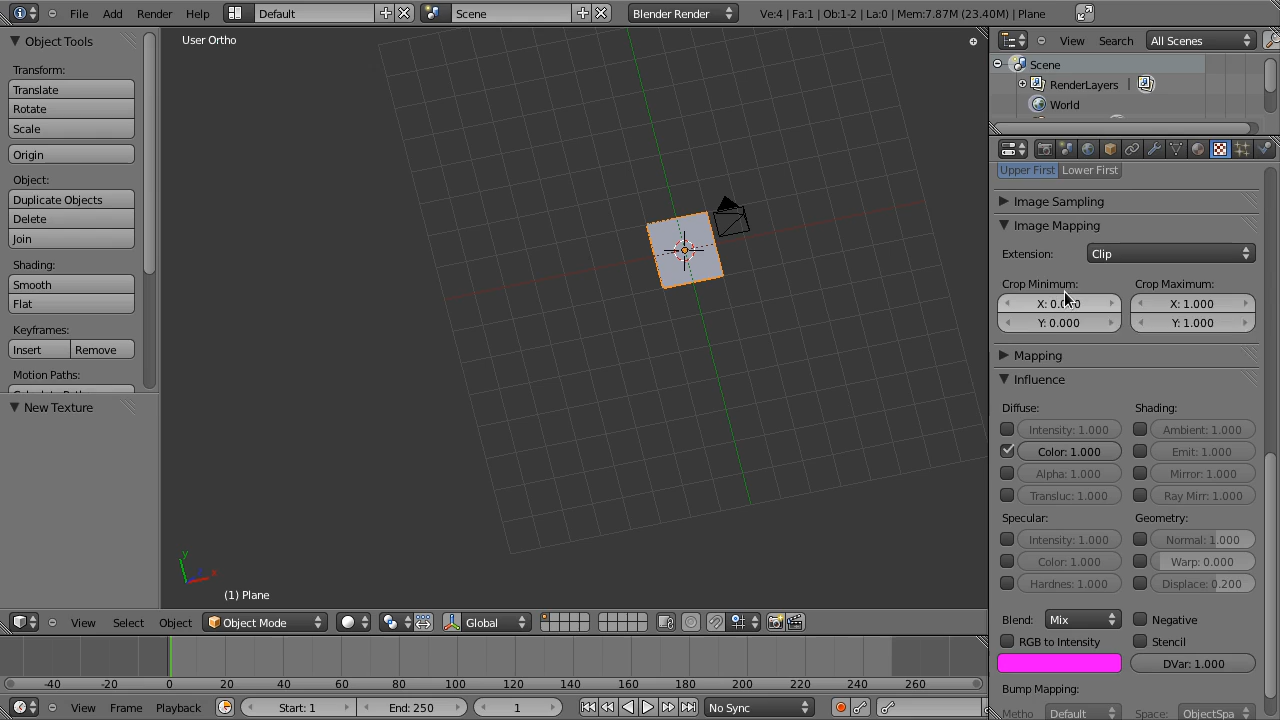 File Add Render Help Default Scene Blender Render Ve:4 | Fa:1 | Ob:1-2 | La:0 | Mem:7.87M (23.40M) | Plane
Object Tools
Transform:
Translate
Rotate
Scale
Origin
Object:
Duplicate Objects
Delete
Join
Shading:
Smooth
Flat
Keyframes:
Insert Remove
Motion Paths:
New Texture
User Ortho
y
(1) Plane
View Select Object Object Mode Global
-40 -20 0 20 40 60 80 100 120 140 160 180 200 220 240 260
View Frame Playback Start: 1 End: 250 1 No Sync
View Search All Scenes
Scene
RenderLayers |
World
Upper First Lower First
Image Sampling
Image Mapping
Extension: Clip
Crop Minimum: Crop Maximum:
X: 1.000
Y: 0.000 Y: 1.000
Mapping
Influence
Diffuse: Shading:
Intensity: 1.000 Ambient: 1.000
Color: 1.000 Emit: 1.000
Alpha: 1.000 Mirror: 1.000
Transluc: 1.000 Ray Mirr: 1.000
Specular: Geometry:
Intensity: 1.000 Normal: 1.000
Color: 1.000 Warp: 0.000
Hardnes: 1.000 Displace: 0.200
Blend: Mix Negative
RGB to Intensity Stencil
DVar: 1.000
Bump Mapping:
Metho Default Space: ObjectSpa